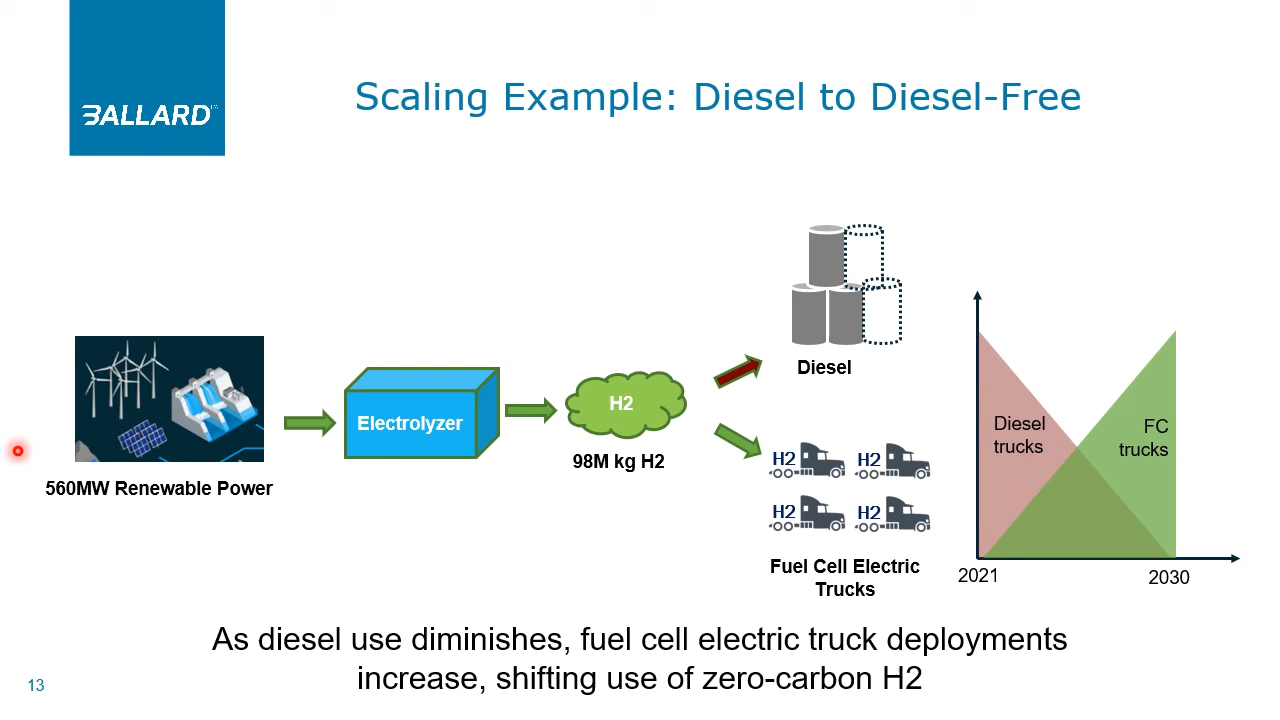 BALLARD™
Scaling Example: Diesel to Diesel-Free
560MW Renewable Power
Electrolyzer
H2
98M kg H2
Diesel
H2
H2
H2
H2
Fuel Cell Electric
Trucks
Diesel
trucks
FC
trucks
2021
2030
As diesel use diminishes, fuel cell electric truck deployments
increase, shifting use of zero-carbon H2
13